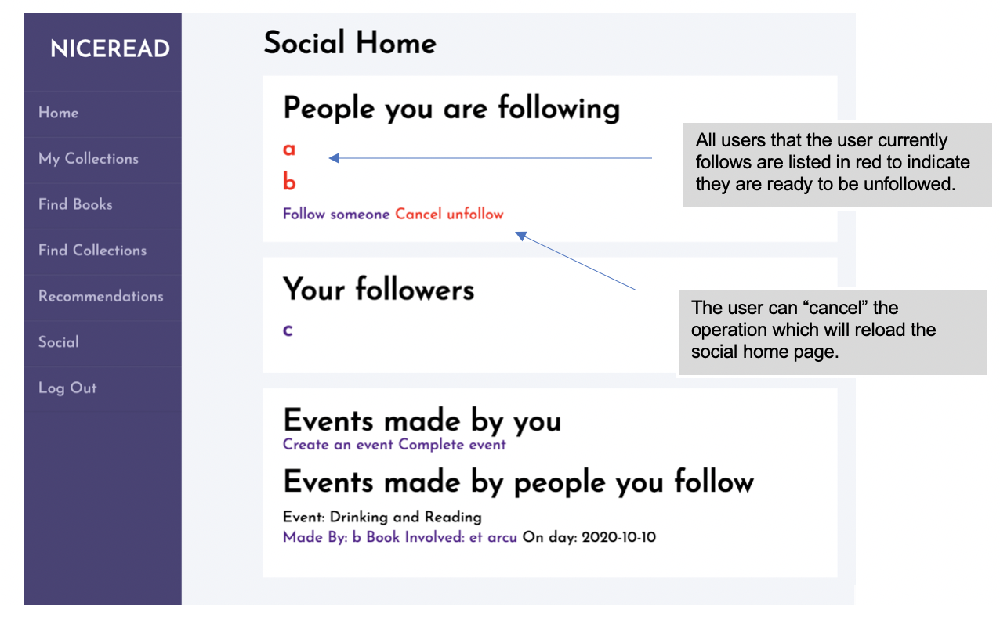 NICEREAD
Home
My Collections
Find Books
Find Collections
Recommendations
Social
Log Out
Social Home
People you are following
a
b
Follow someone Cancel unfollow
All users that the user currently
follows are listed in red to indicate
they are ready to be unfollowed.
Your followers
c
The user can “cancel” the
operation which will reload the
social home page.
Events made by you
Create an event Complete event
Events made by people you follow
Event: Drinking and Reading
Made By: b Book Involved: et arcu On day: 2020-10-10